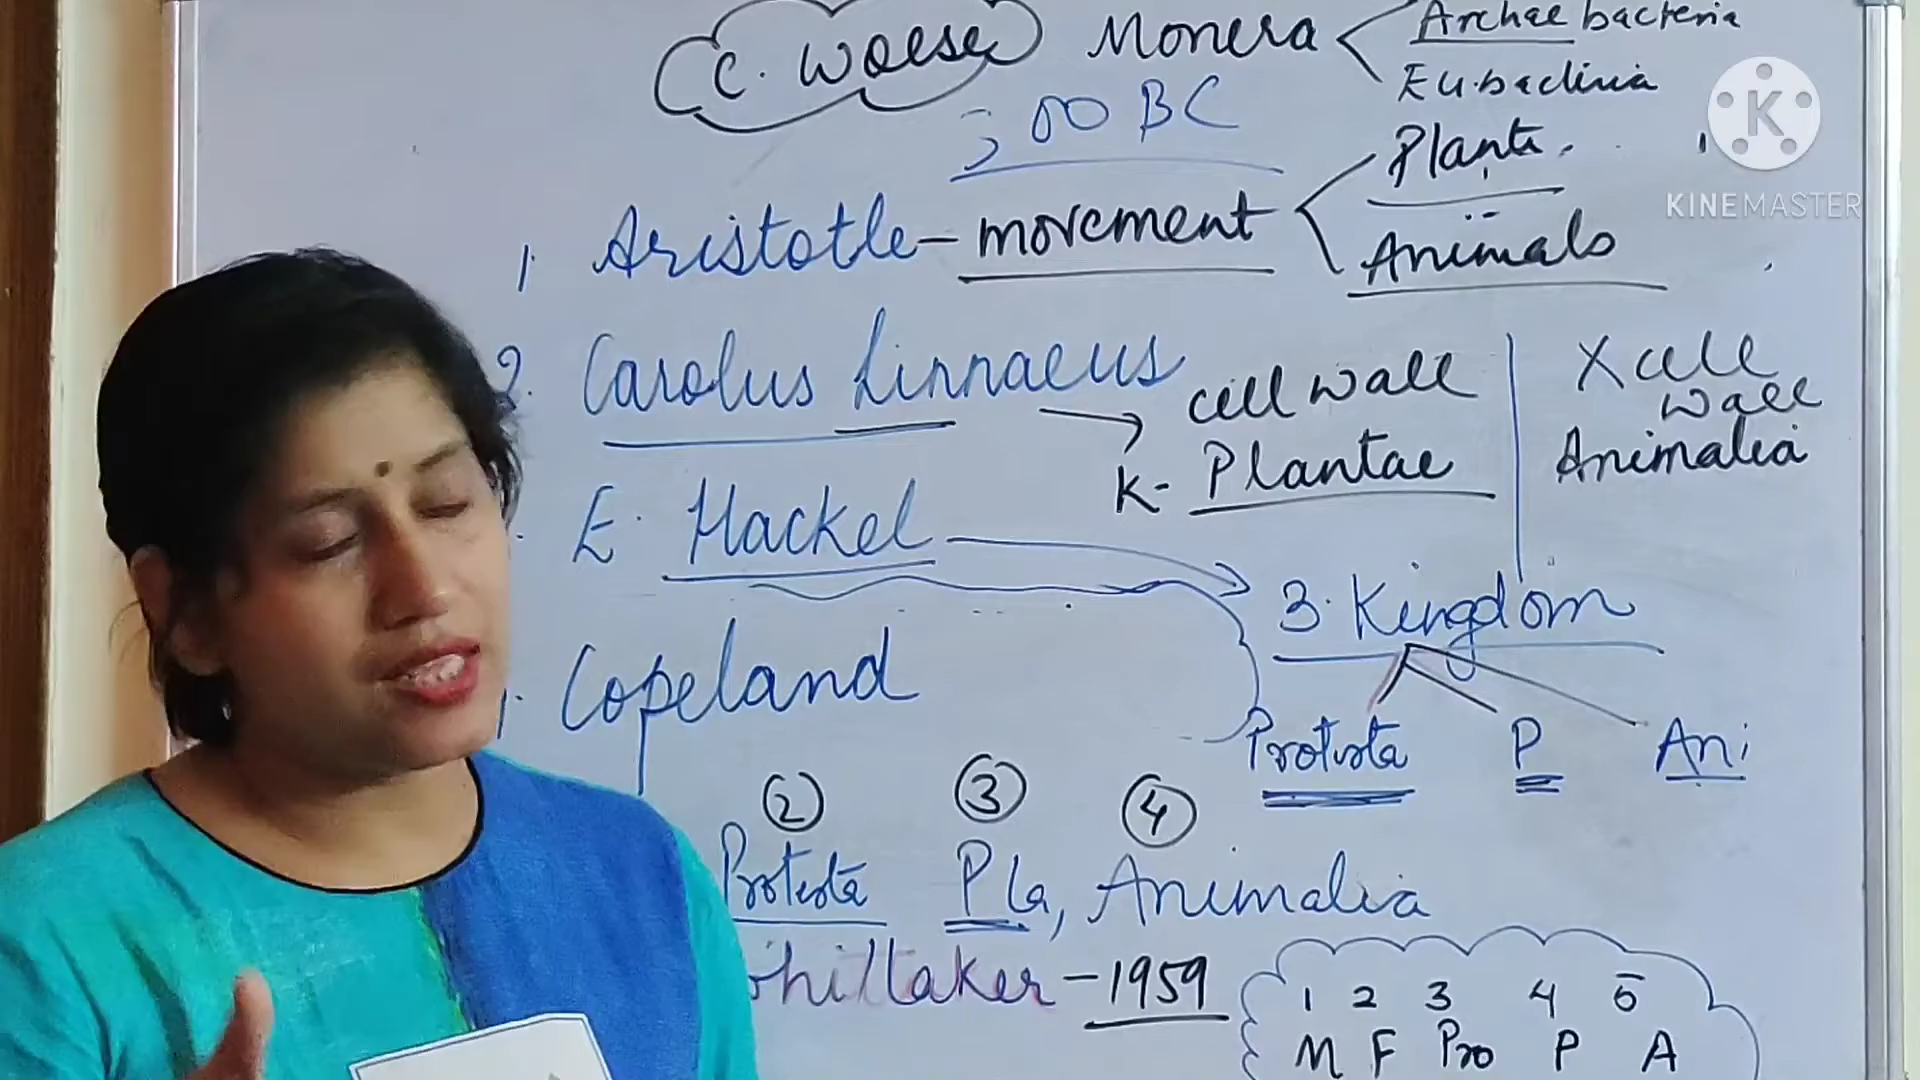 C. Woese Monera Archaebacteria
Eubacteria
300 BC
1. Aristotle - movement Plants.
Animals
2. Carolus Linnaeus cell wall X cell wall
K- Plantae Animalia
E. Hackel 3. Kingdom
Protista P Ani
Copeland
2 3 4
Protista Pla, Animalia
Whittaker - 1959
1 2 3 4 5
M F Pro P A
K
KINEMASTER